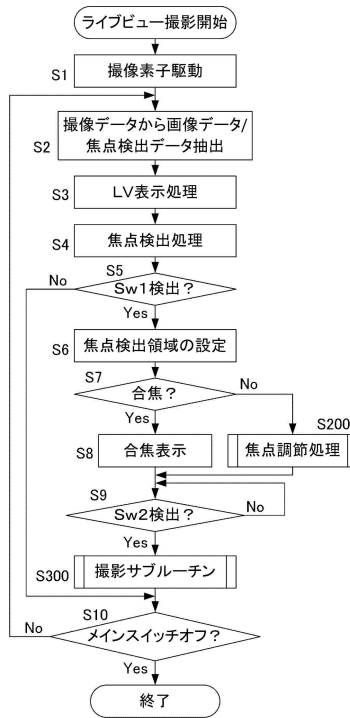 ライブビュー撮影開始
S1
撮像素子駆動
S2
撮像データから画像データ/
焦点検出データ抽出
S3
LV表示処理
S4
焦点検出処理
S5
No
Sw1検出？
Yes
S6
焦点検出領域の設定
S7
合焦？
No
Yes
S200
S8
合焦表示
焦点調節処理
S9
Sw2検出？
No
Yes
S300
撮影サブルーチン
S10
No
メインスイッチオフ？
Yes
終了